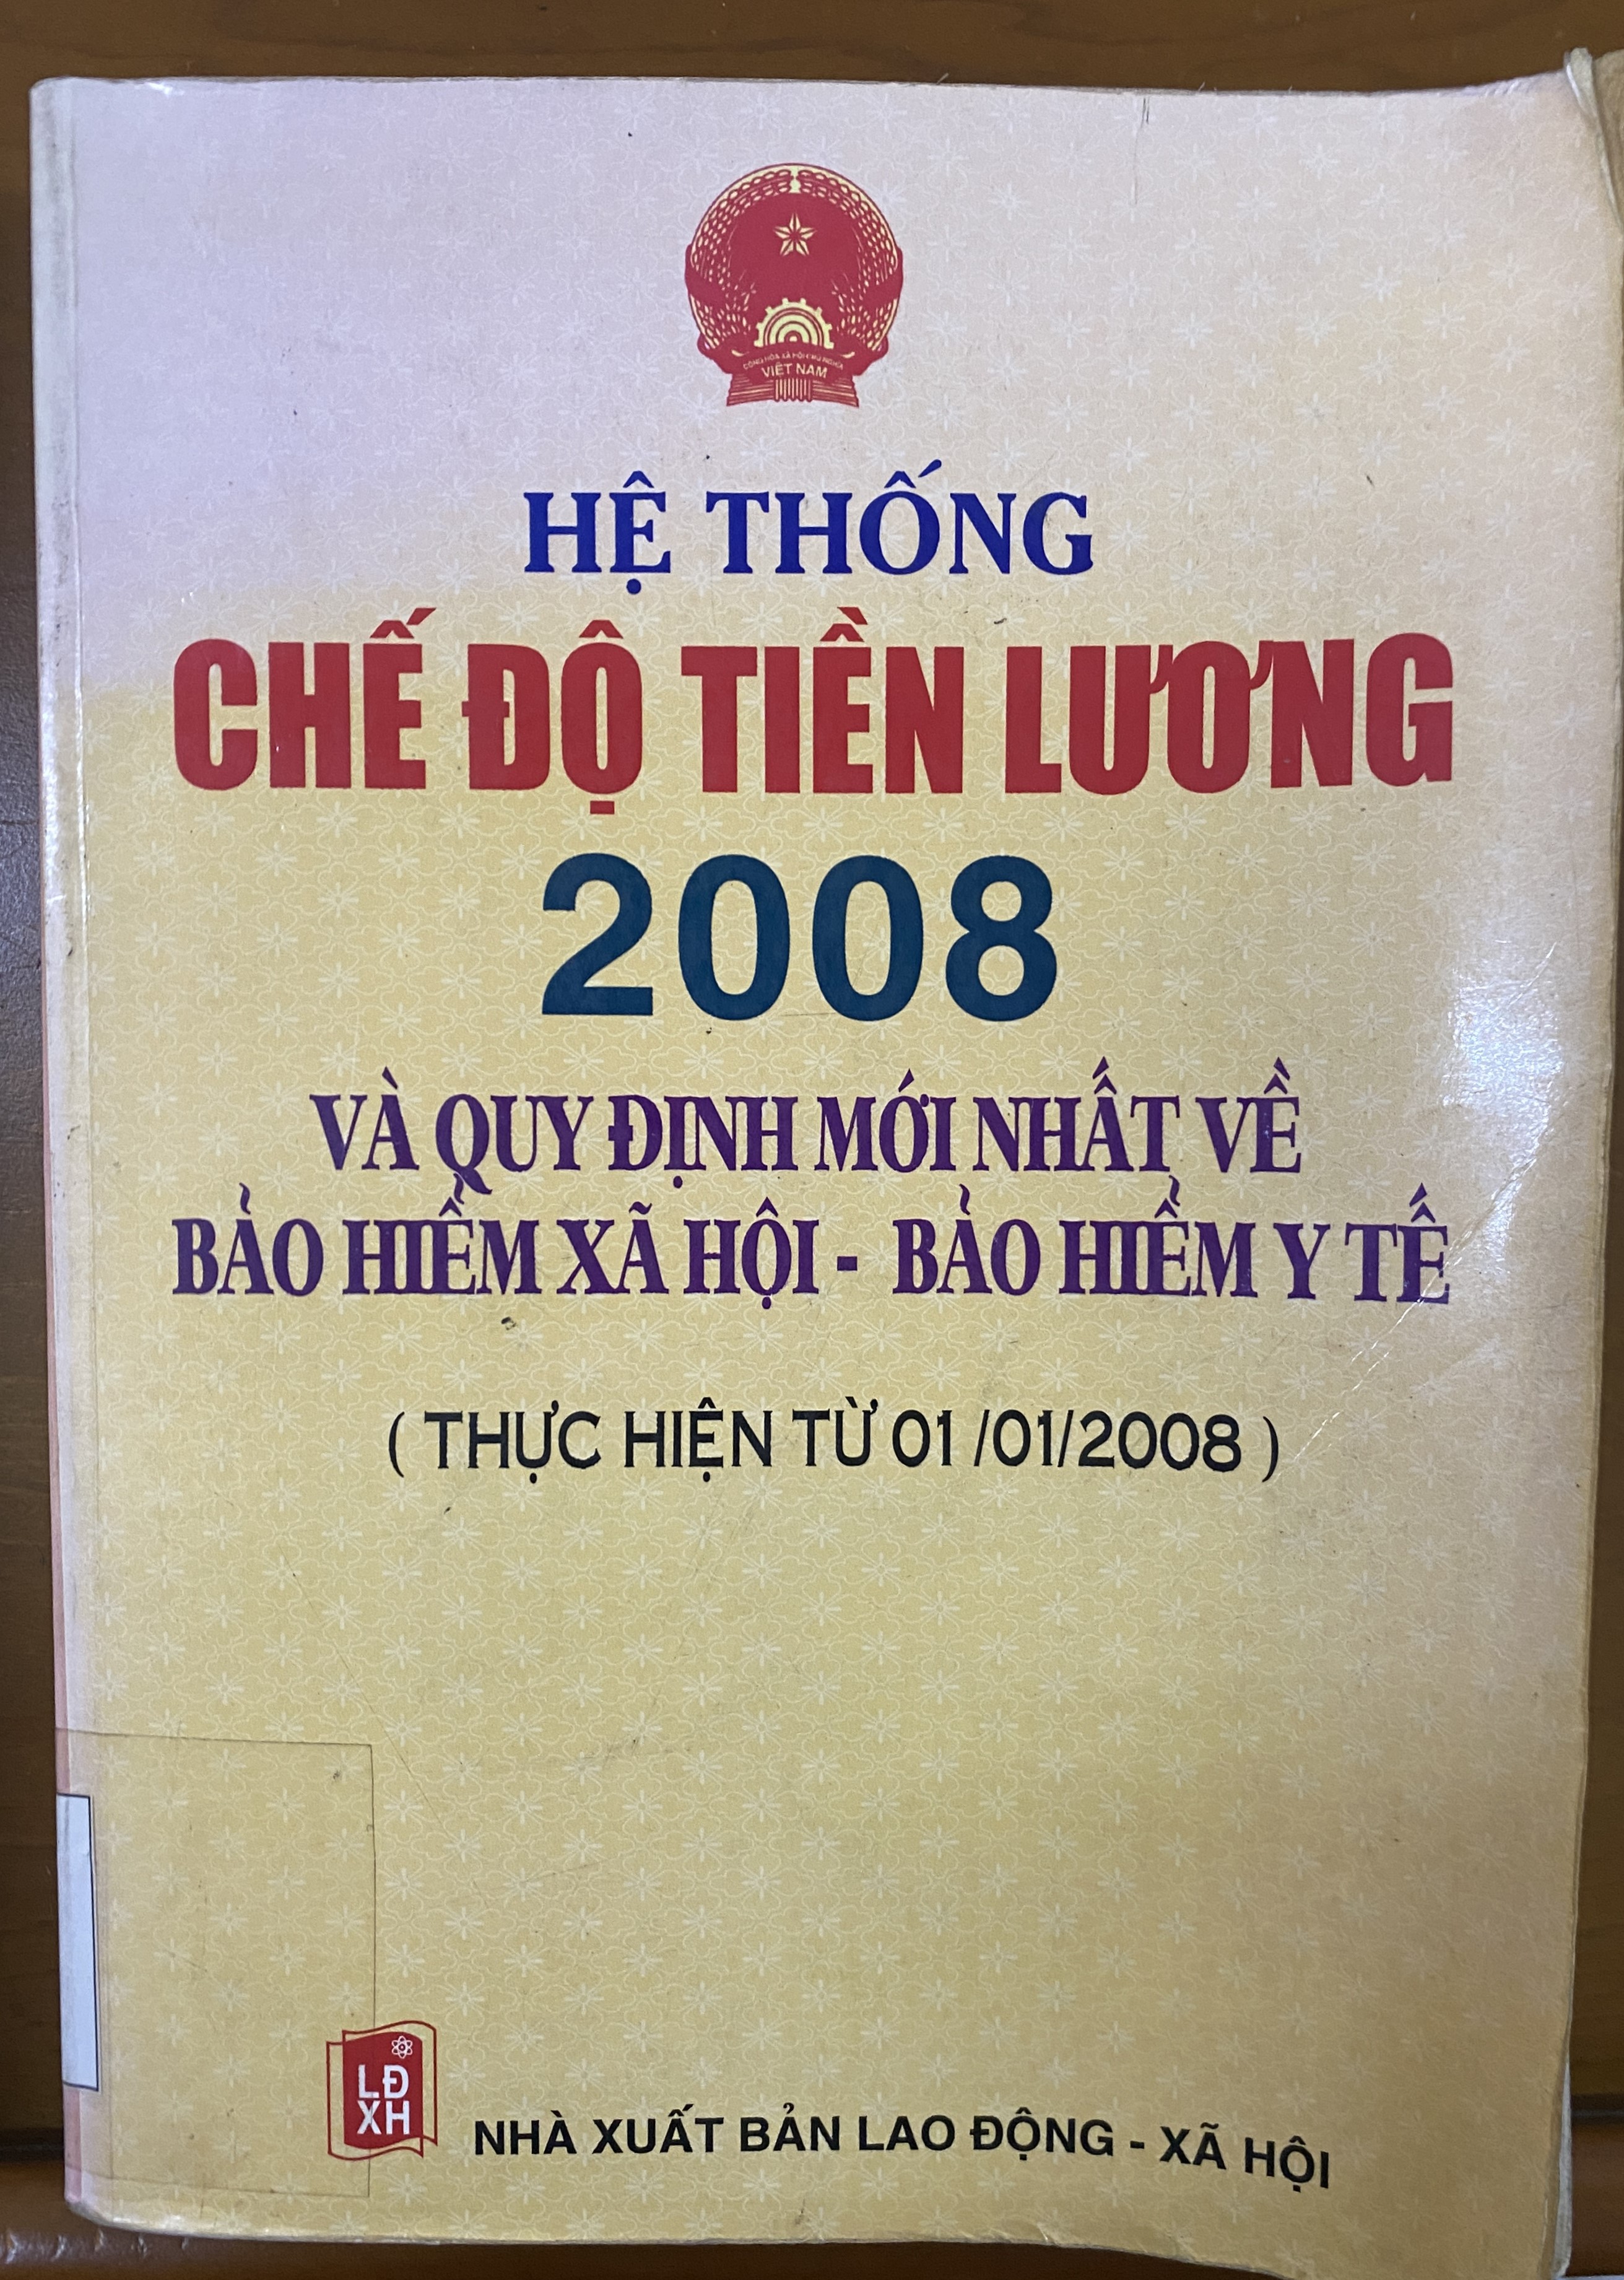 CỘNG HÒA XÃ HỘI CHỦ NGHĨA
VIỆT NAM
HỆ THỐNG
CHẾ ĐỘ TIỀN LƯƠNG
2008
VÀ QUY ĐỊNH MỚI NHẤT VỀ
BẢO HIỂM XÃ HỘI - BẢO HIỂM Y TẾ
( THỰC HIỆN TỪ 01 /01/2008 )
LĐ
XH
NHÀ XUẤT BẢN LAO ĐỘNG - XÃ HỘI